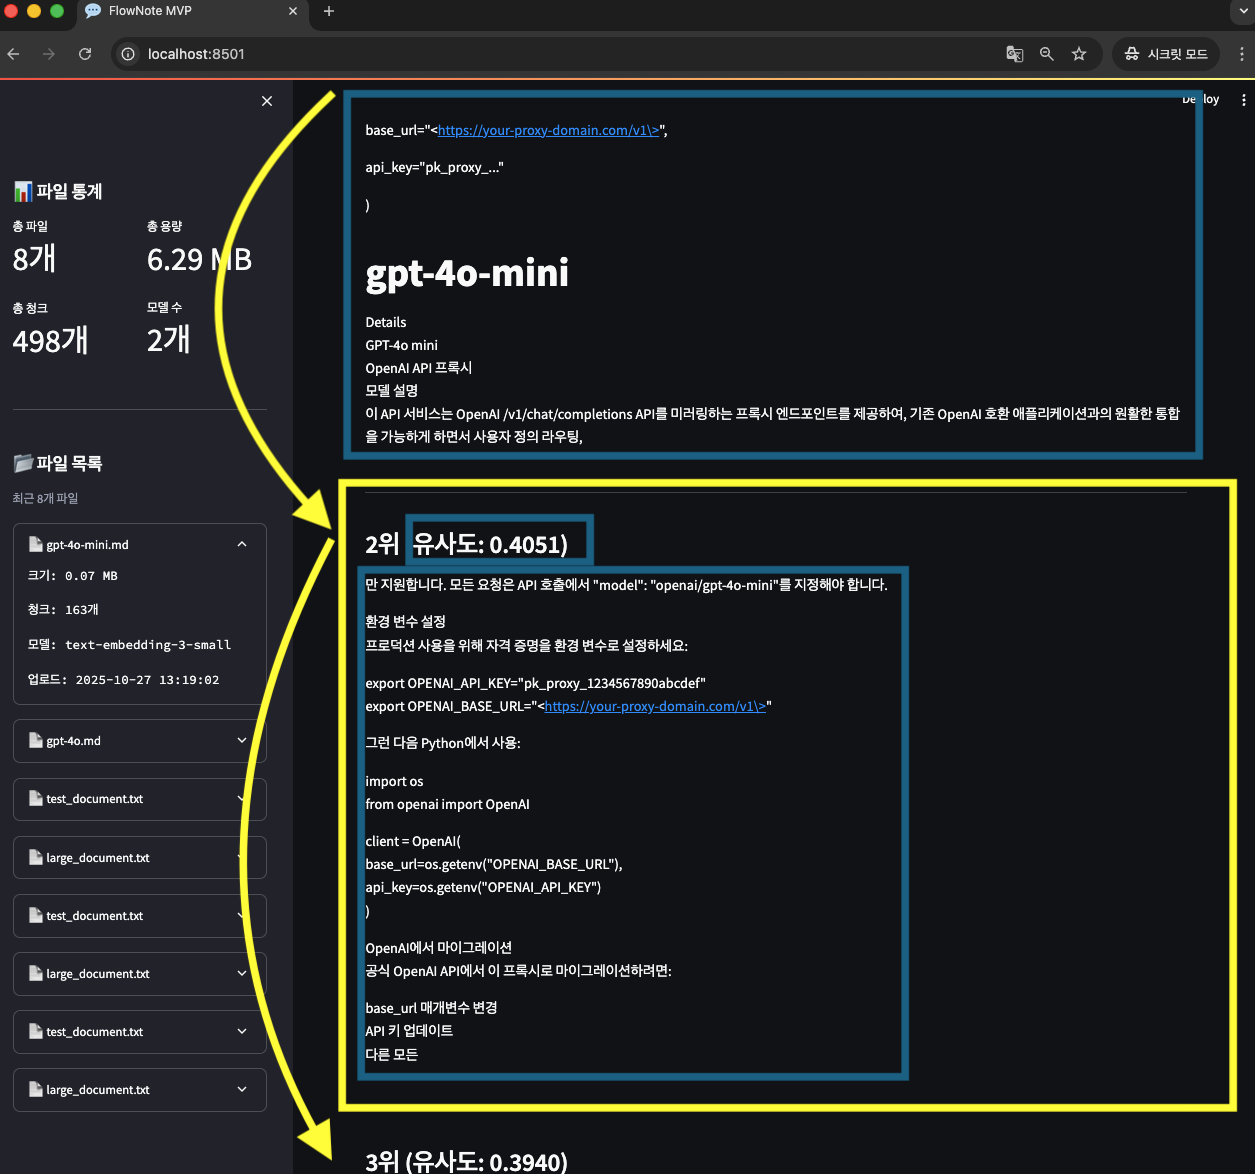 FlowNote MVP
localhost:8501
시크릿 모드
Deploy
📊 파일 통계
총 파일
8개
총 용량
6.29 MB
총 청크
498개
모델 수
2개
📂 파일 목록
최근 8개 파일
gpt-4o-mini.md
크기: 0.07 MB
청크: 163개
모델: text-embedding-3-small
업로드: 2025-10-27 13:19:02
gpt-4o.md
test_document.txt
large_document.txt
test_document.txt
large_document.txt
test_document.txt
large_document.txt
base_url="<https://your-proxy-domain.com/v1\>",
api_key="pk_proxy_..."
)
gpt-4o-mini
Details
GPT-4o mini
OpenAI API 프록시
모델 설명
이 API 서비스는 OpenAI /v1/chat/completions API를 미러링하는 프록시 엔드포인트를 제공하여, 기존 OpenAI 호환 애플리케이션과의 원활한 통합
을 가능하게 하면서 사용자 정의 라우팅,
2위 유사도: 0.4051)
만 지원합니다. 모든 요청은 API 호출에서 "model": "openai/gpt-4o-mini"를 지정해야 합니다.
환경 변수 설정
프로덕션 사용을 위해 자격 증명을 환경 변수로 설정하세요:
export OPENAI_API_KEY="pk_proxy_1234567890abcdef"
export OPENAI_BASE_URL="<https://your-proxy-domain.com/v1\>"
그런 다음 Python에서 사용:
import os
from openai import OpenAI
client = OpenAI(
base_url=os.getenv("OPENAI_BASE_URL"),
api_key=os.getenv("OPENAI_API_KEY")
)
OpenAI에서 마이그레이션
공식 OpenAI API에서 이 프록시로 마이그레이션하려면:
base_url 매개변수 변경
API 키 업데이트
다른 모든
3위 (유사도: 0.3940)